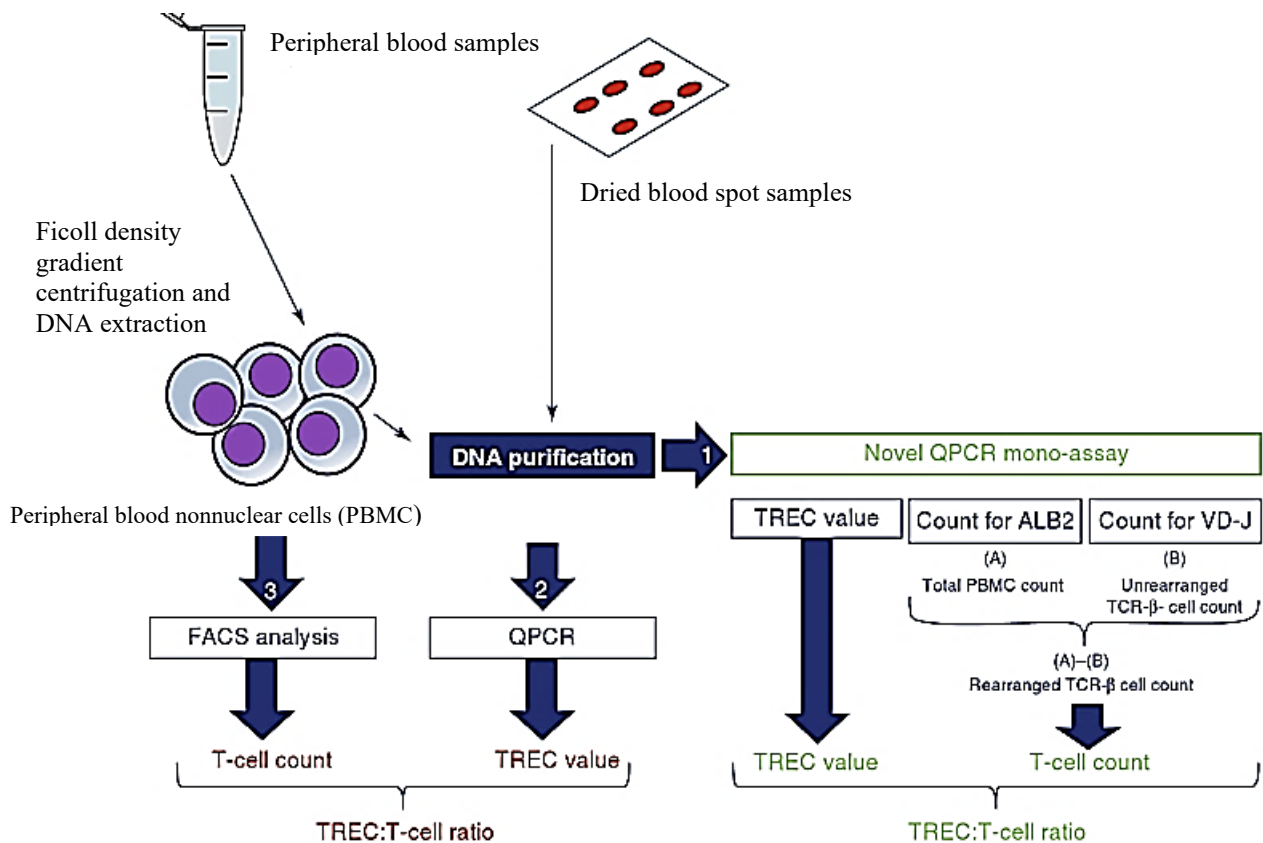 Peripheral blood samples
Dried blood spot samples
Ficoll density
gradient
centrifugation and
DNA extraction
DNA purification
1
Novel QPCR mono-assay
Peripheral blood nonnuclear cells (PBMC)
TREC value
Count for ALB2
Count for VD-J
(A)
Total PBMC count
(B)
Unrearranged
TCR-β- cell count
3
2
FACS analysis
QPCR
(A)–(B)
Rearranged TCR-β cell count
T-cell count
TREC value
TREC value
T-cell count
TREC:T-cell ratio
TREC:T-cell ratio